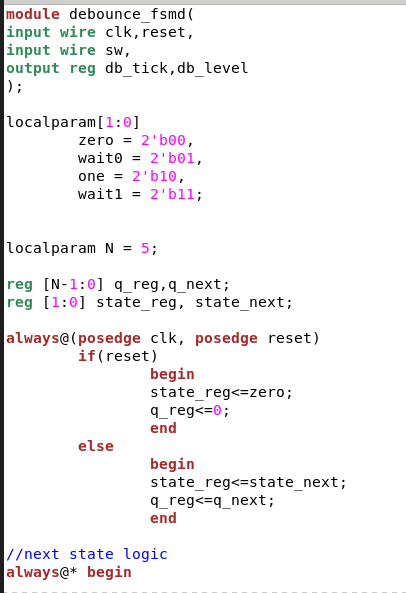 module debounce_fsmd(
input wire clk,reset,
input wire sw,
output reg db_tick,db_level
);
localparam[1:0]
zero = 2'b00,
wait0 = 2'b01,
one = 2'b10,
wait1 = 2'b11;
localparam N = 5;
reg [N-1:0] q_reg,q_next;
reg [1:0] state_reg, state_next;
always@(posedge clk, posedge reset)
if(reset)
begin
state_reg<=zero;
q_reg<=0;
end
else
begin
state_reg<=state_next;
q_reg<=q_next;
end
//next state logic
always@* begin